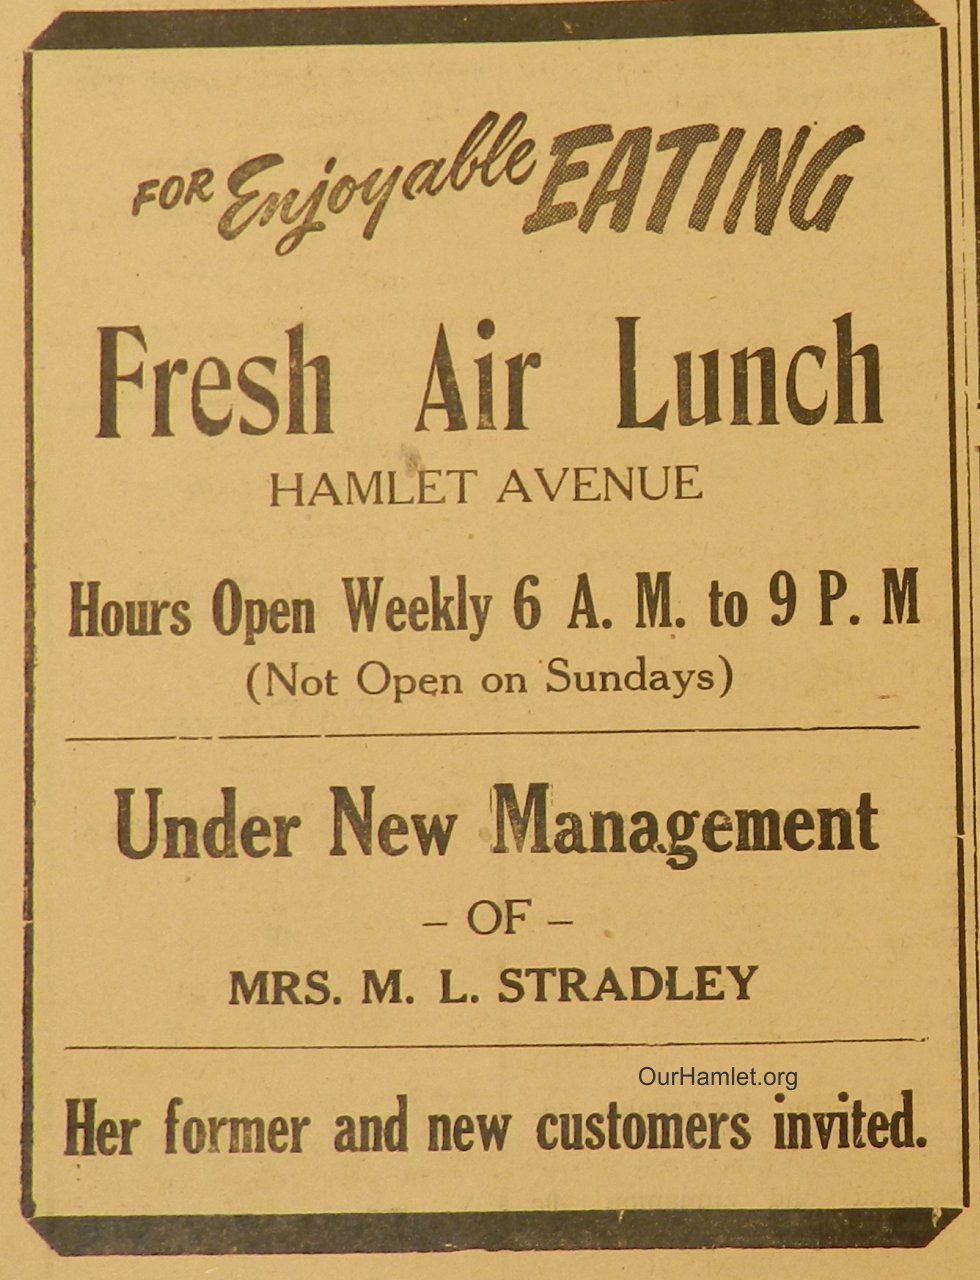 FOR Enjoyable EATING
Fresh Air Lunch
HAMLET AVENUE
Hours Open Weekly 6 A. M. to 9 P. M
(Not Open on Sundays)
Under New Management
– OF –
MRS. M. L. STRADLEY
OurHamlet.org
Her former and new customers invited.